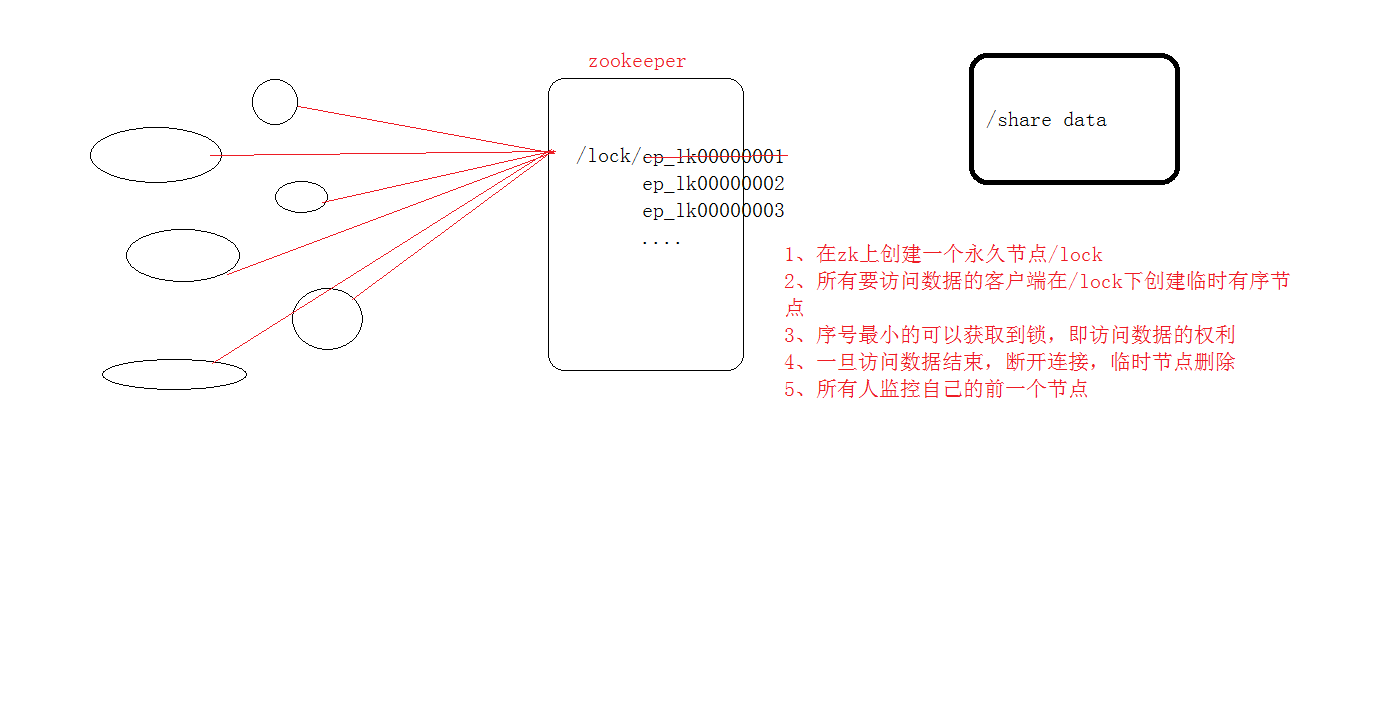 zookeeper
/share data
/lock/ep_lk00000001
ep_lk00000002
ep_lk00000003
....
1、在zk上创建一个永久节点/lock
2、所有要访问数据的客户端在/lock下创建临时有序节
点
3、序号最小的可以获取到锁，即访问数据的权利
4、一旦访问数据结束，断开连接，临时节点删除
5、所有人监控自己的前一个节点